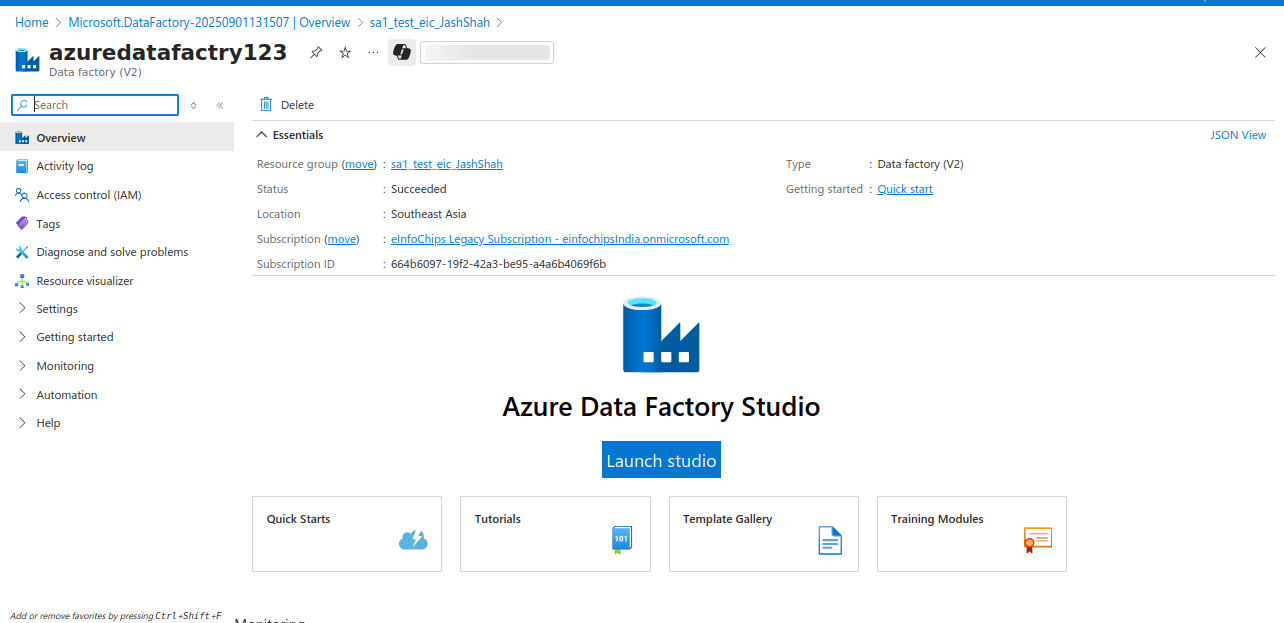 Home > Microsoft.DataFactory-20250901131507 | Overview > sa1_test_eic_JashShah >
azuredatafactry123
Data factory (V2)
Search
Overview
Activity log
Access control (IAM)
Tags
Diagnose and solve problems
Resource visualizer
Settings
Getting started
Monitoring
Automation
Help
Add or remove favorites by pressing Ctrl+Shift+F
Delete
Essentials
JSON View
Resource group (move) : sa1_test_eic_JashShah
Status : Succeeded
Location : Southeast Asia
Subscription (move) : eInfoChips Legacy Subscription - einfochipsIndia.onmicrosoft.com
Subscription ID : 664b6097-19f2-42a3-be95-a4a6b4069f6b
Type : Data factory (V2)
Getting started : Quick start
Azure Data Factory Studio
Launch studio
Quick Starts
Tutorials
101
Template Gallery
Training Modules
Monitoring